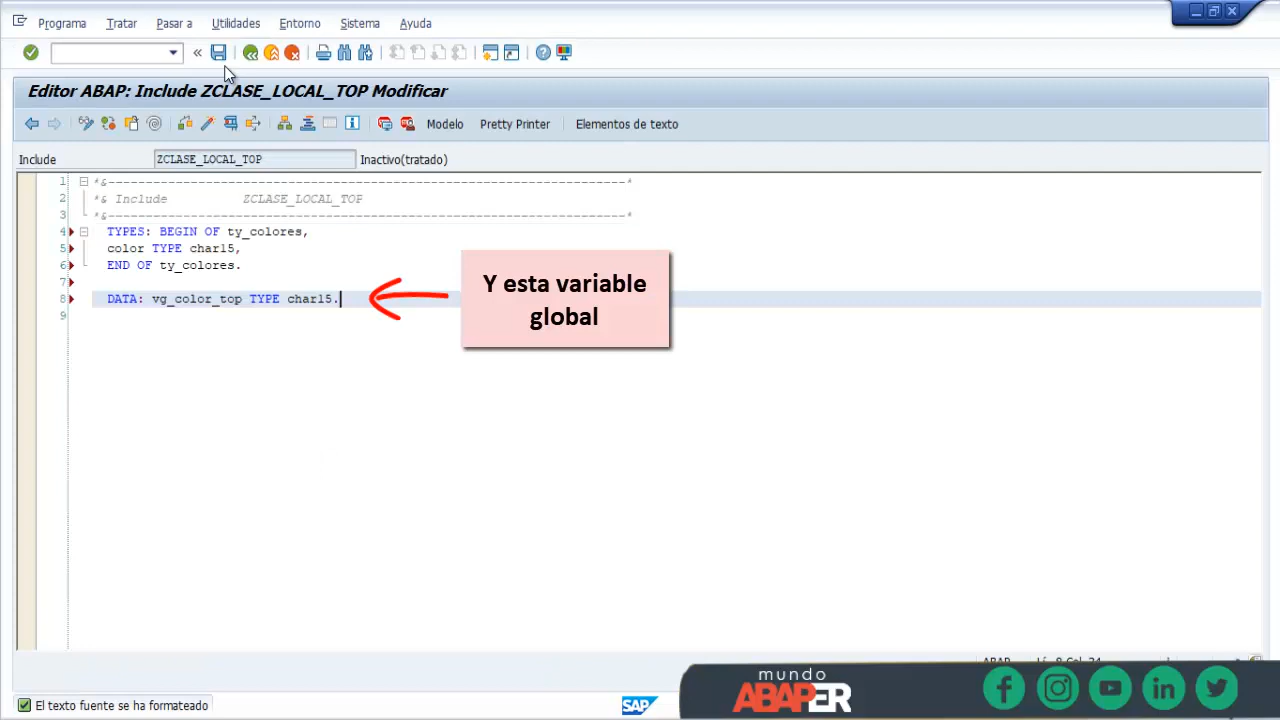 Programa Tratar Pasar a Utilidades Entorno Sistema Ayuda
Editor ABAP: Include ZCLASE_LOCAL_TOP Modificar
Modelo Pretty Printer Elementos de texto
Include ZCLASE_LOCAL_TOP Inactivo(tratado)
1 *&---------------------------------------------------------------------*
2 *& Include ZCLASE_LOCAL_TOP
3 *&---------------------------------------------------------------------*
4 TYPES: BEGIN OF ty_colores,
5 color TYPE char15,
6 END OF ty_colores.
7
8 DATA: vg_color_top TYPE char15.
9
Y esta variable
global
mundo
ABAPER
El texto fuente se ha formateado
SAP